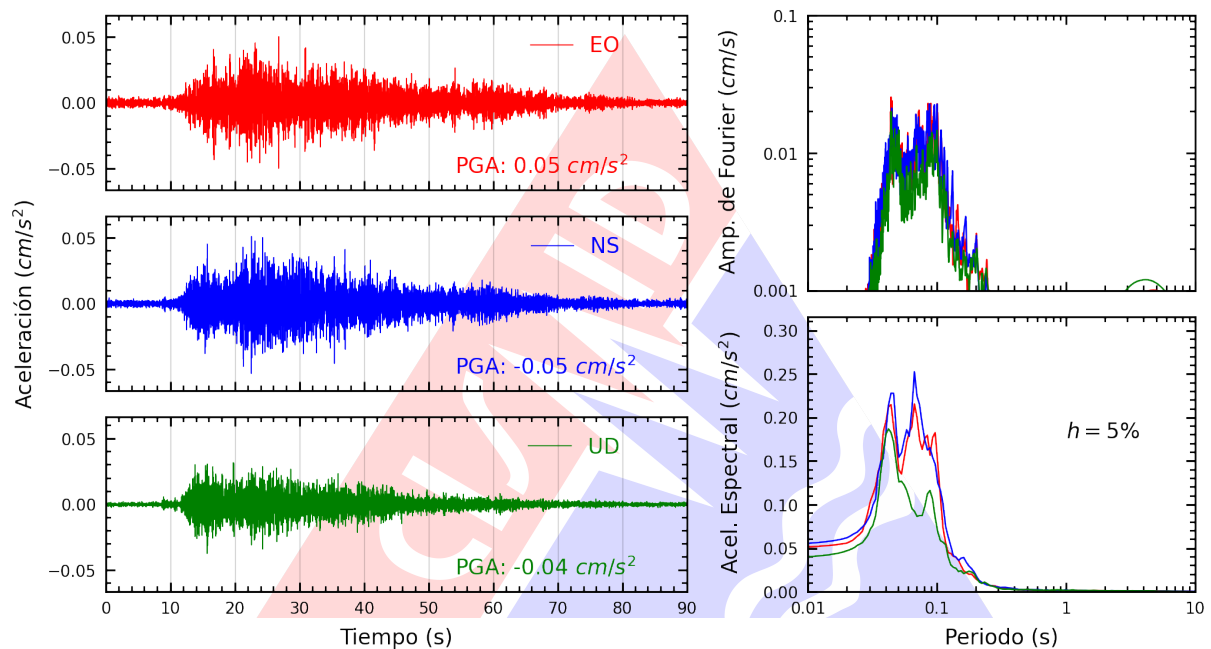 Aceleración (cm/s²)
0.05
0.00
−0.05
EO
PGA: 0.05 cm/s²
0.05
0.00
−0.05
NS
PGA: -0.05 cm/s²
0.05
0.00
−0.05
UD
PGA: -0.04 cm/s²
0 10 20 30 40 50 60 70 80 90
Tiempo (s)
Amp. de Fourier (cm/s)
0.1
0.01
0.001
Acel. Espectral (cm/s²)
0.30
0.25
0.20
0.15
0.10
0.05
0.00
h = 5%
0.01 0.1 1 10
Periodo (s)